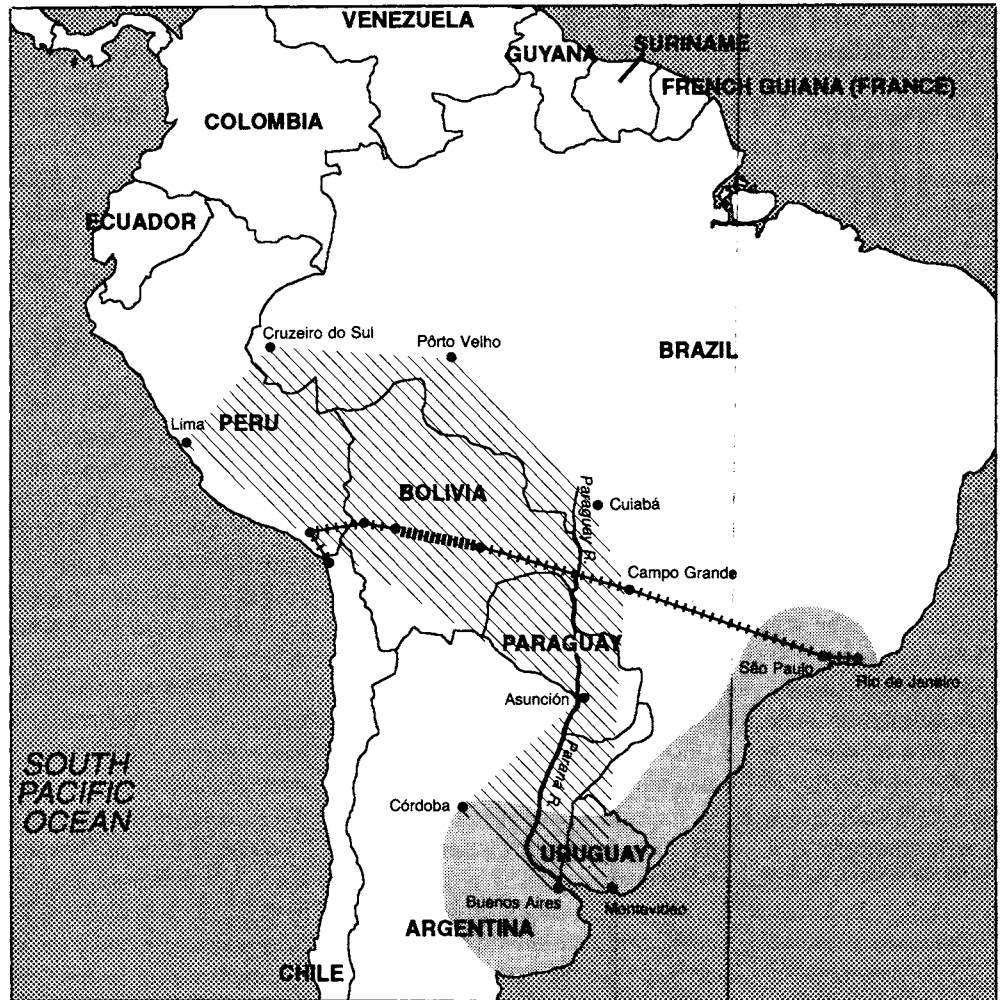 VENEZUELA
GUYANA
SURINAME
FRENCH GUIANA (FRANCE)
COLOMBIA
ECUADOR
Cruzeiro do Sul
Pôrto Velho
BRAZIL
Lima
PERU
BOLIVIA
Paraguay R.
Cuiabá
Campo Grande
PARAGUAY
São Paulo
Rio de Janeiro
Asunción
SOUTH
PACIFIC
OCEAN
Paraná R.
Córdoba
URUGUAY
Buenos Aires
Montevideo
ARGENTINA
CHILE